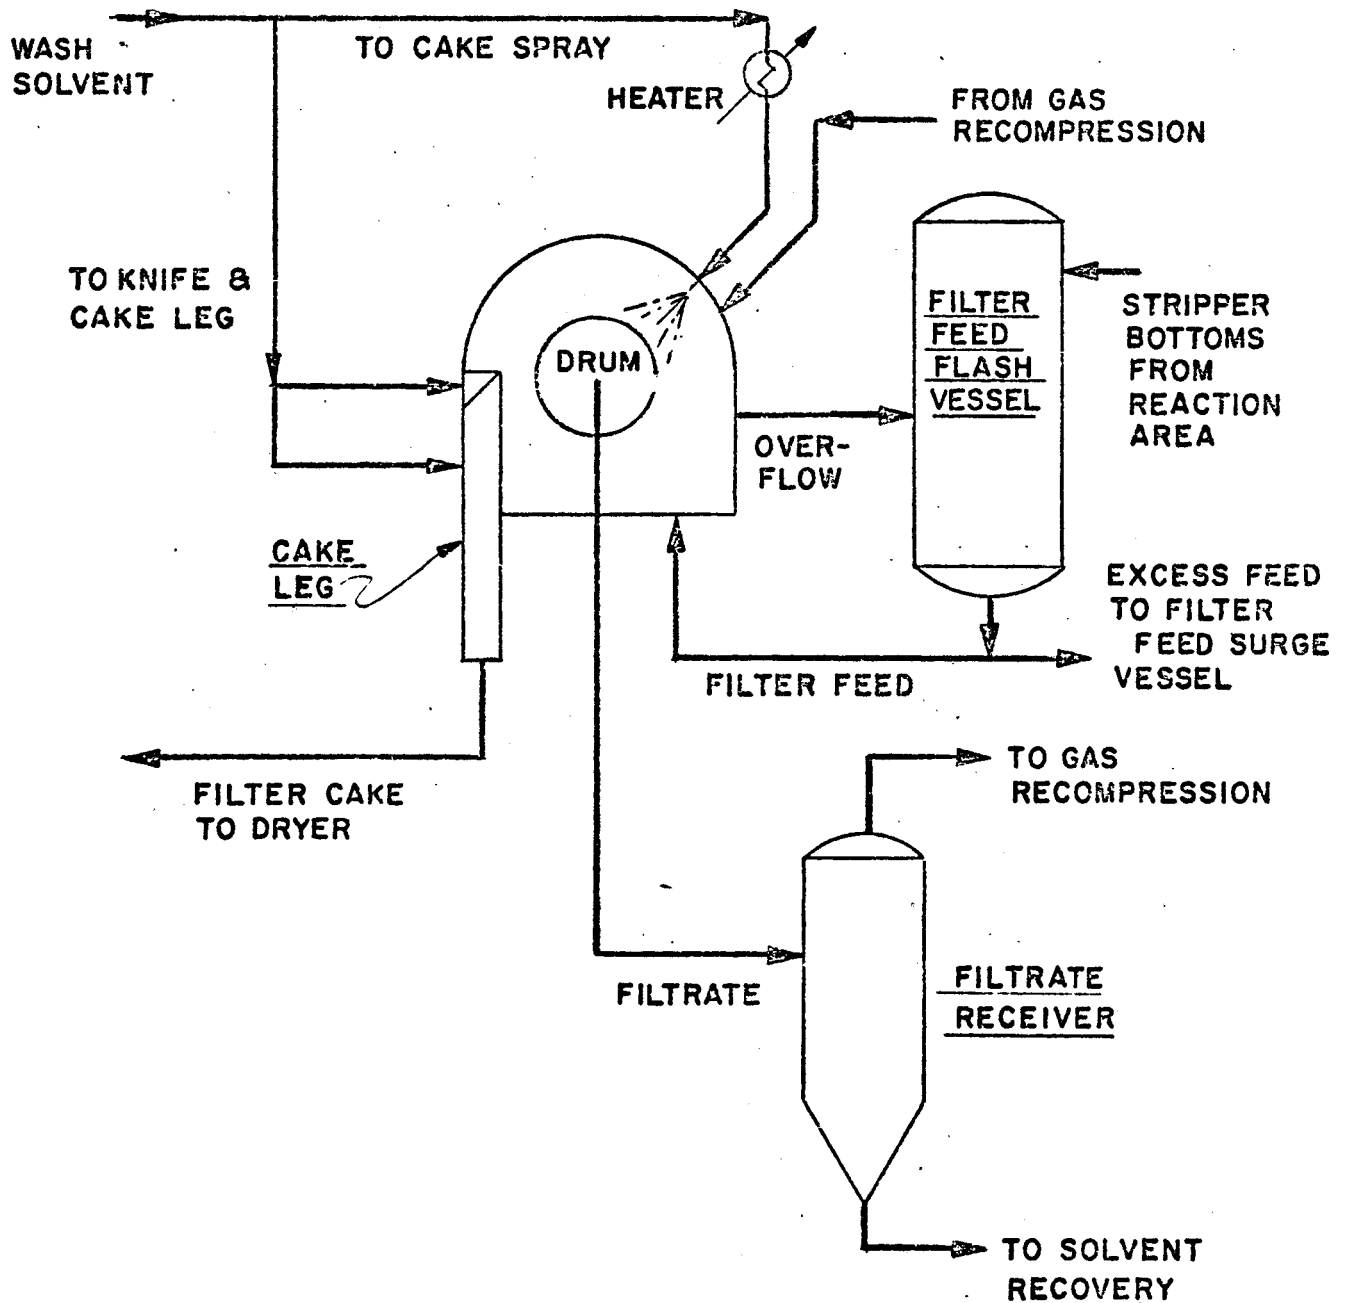 WASH
SOLVENT
TO CAKE SPRAY
HEATER
FROM GAS
RECOMPRESSION
TO KNIFE &
CAKE LEG
DRUM
FILTER
FEED
FLASH
VESSEL
STRIPPER
BOTTOMS
FROM
REACTION
AREA
OVER-
FLOW
CAKE
LEG
EXCESS FEED
TO FILTER
FEED SURGE
VESSEL
FILTER FEED
FILTER CAKE
TO DRYER
TO GAS
RECOMPRESSION
FILTRATE
FILTRATE
RECEIVER
TO SOLVENT
RECOVERY